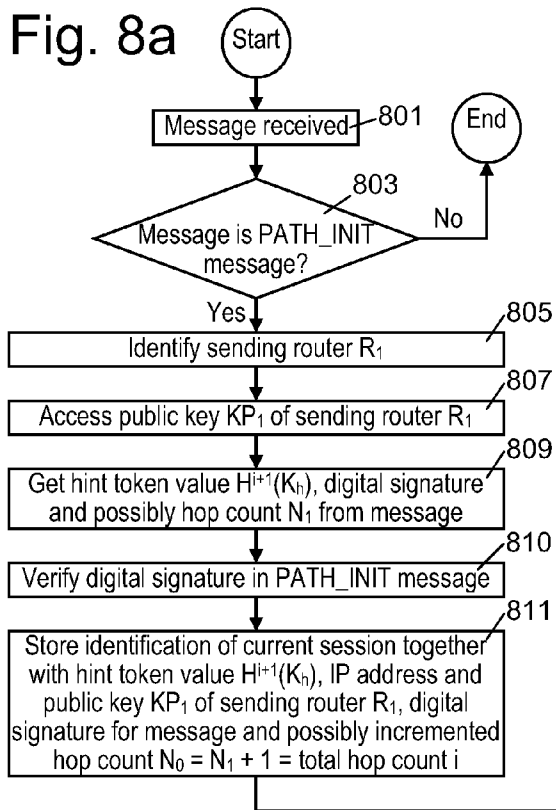 Fig. 8a
Start
Message received
801
End
803
Message is PATH_INIT
message?
No
Yes
805
Identify sending router R₁
807
Access public key KP₁ of sending router R₁
809
Get hint token value Hⁱ⁺¹(Kₕ), digital signature
and possibly hop count N₁ from message
810
Verify digital signature in PATH_INIT message
811
Store identification of current session together
with hint token value Hⁱ⁺¹(Kₕ), IP address and
public key KP₁ of sending router R₁, digital
signature for message and possibly incremented
hop count N₀ = N₁ + 1 = total hop count i